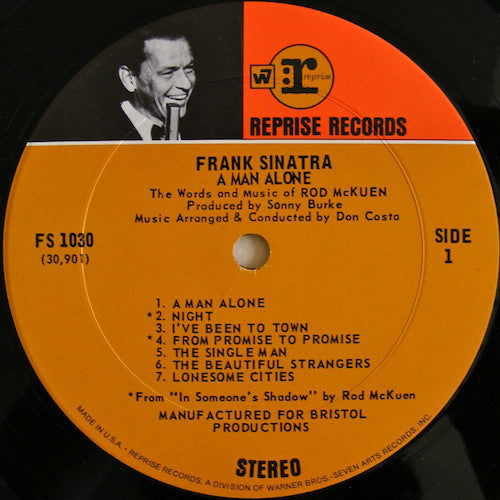 W7 r reprise
REPRISE RECORDS
FRANK SINATRA
A MAN ALONE
The Words and Music of ROD McKUEN
Produced by Sonny Burke
Music Arranged & Conducted by Don Costa
FS 1030
(30,901)
SIDE
1
1. A MAN ALONE
*2. NIGHT
3. I'VE BEEN TO TOWN
*4. FROM PROMISE TO PROMISE
5. THE SINGLE MAN
6. THE BEAUTIFUL STRANGERS
7. LONESOME CITIES
*From "In Someone's Shadow" by Rod McKuen
MANUFACTURED FOR BRISTOL
PRODUCTIONS
STEREO
MADE IN U.S.A. - REPRISE RECORDS, A DIVISION OF WARNER BROS.-SEVEN ARTS RECORDS, INC.